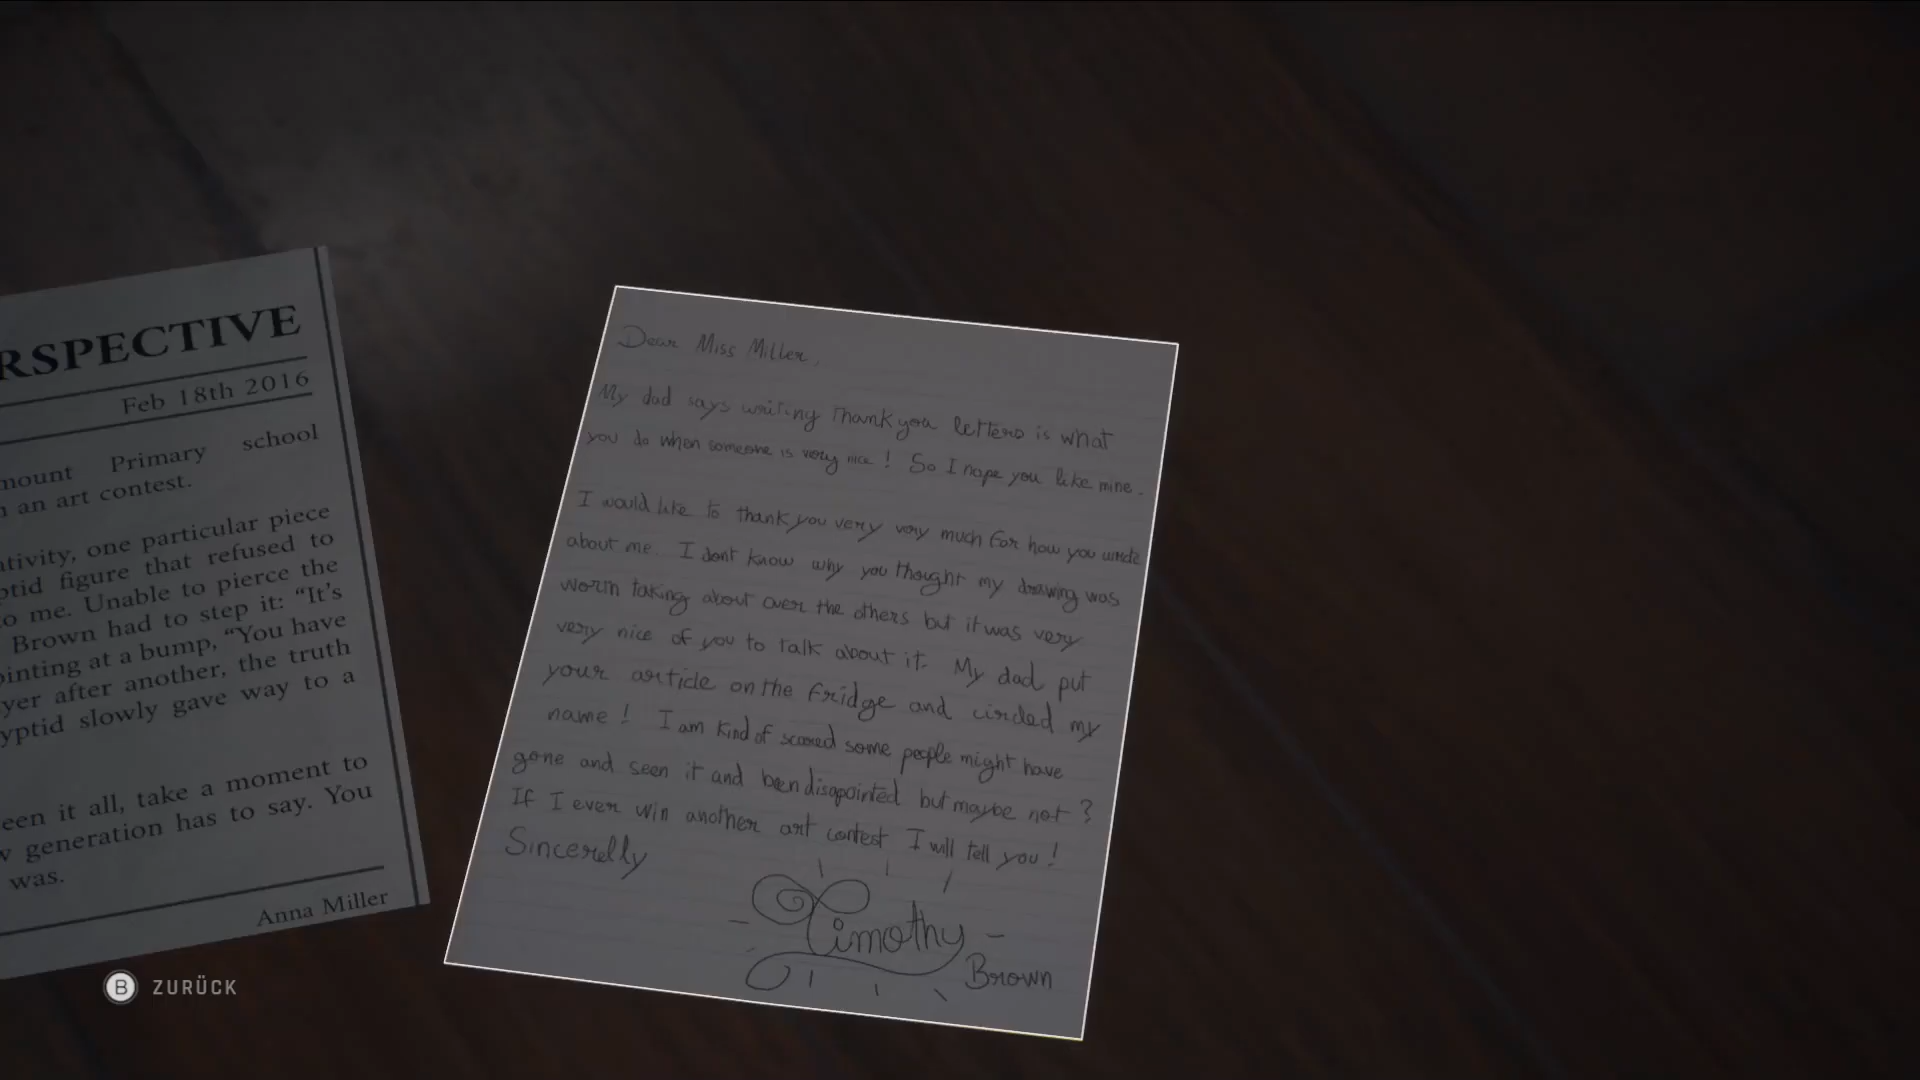 RSPECTIVE
Feb 18th 2016
mount Primary school
n an art contest.
ativity, one particular piece
ptid figure that refused to
o me. Unable to pierce the
Brown had to step it: “It’s
ointing at a bump, “You have
yer after another, the truth
yptid slowly gave way to a
een it all, take a moment to
w generation has to say. You
was.
Anna Miller
Dear Miss Miller,
My dad says writing Thank you letters is what
you do when someone is very nice ! So I hope you like mine.
I would like to thank you very very much for how you wrote
about me. I dont know why you thought my drawing was
worth taking about over the others but it was very
very nice of you to talk about it. My dad put
your article on the fridge and circled my
name ! I am kind of scared some people might have
gone and seen it and been disapointed but maybe not ?
If I ever win another art contest I will tell you !
Sincerelly
Timothy
Brown
B ZURÜCK